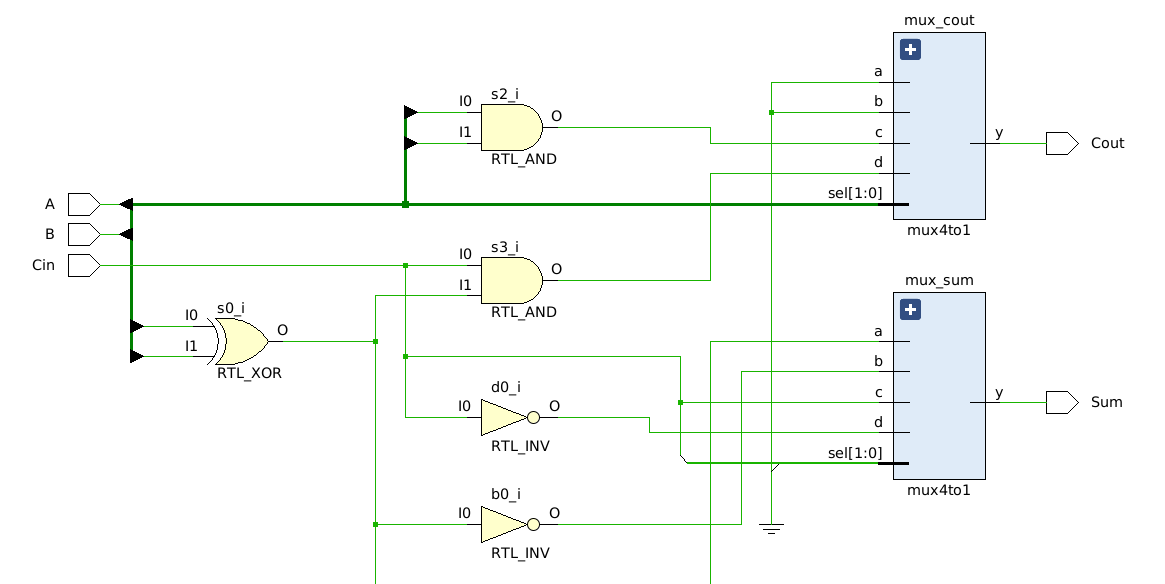 mux_cout
a
b
c
d
sel[1:0]
y
Cout
mux4to1
s2_i
I0
I1
O
RTL_AND
A
B
Cin
s3_i
I0
I1
O
RTL_AND
s0_i
I0
I1
O
RTL_XOR
mux_sum
a
b
c
d
sel[1:0]
y
Sum
mux4to1
d0_i
I0
O
RTL_INV
b0_i
I0
O
RTL_INV